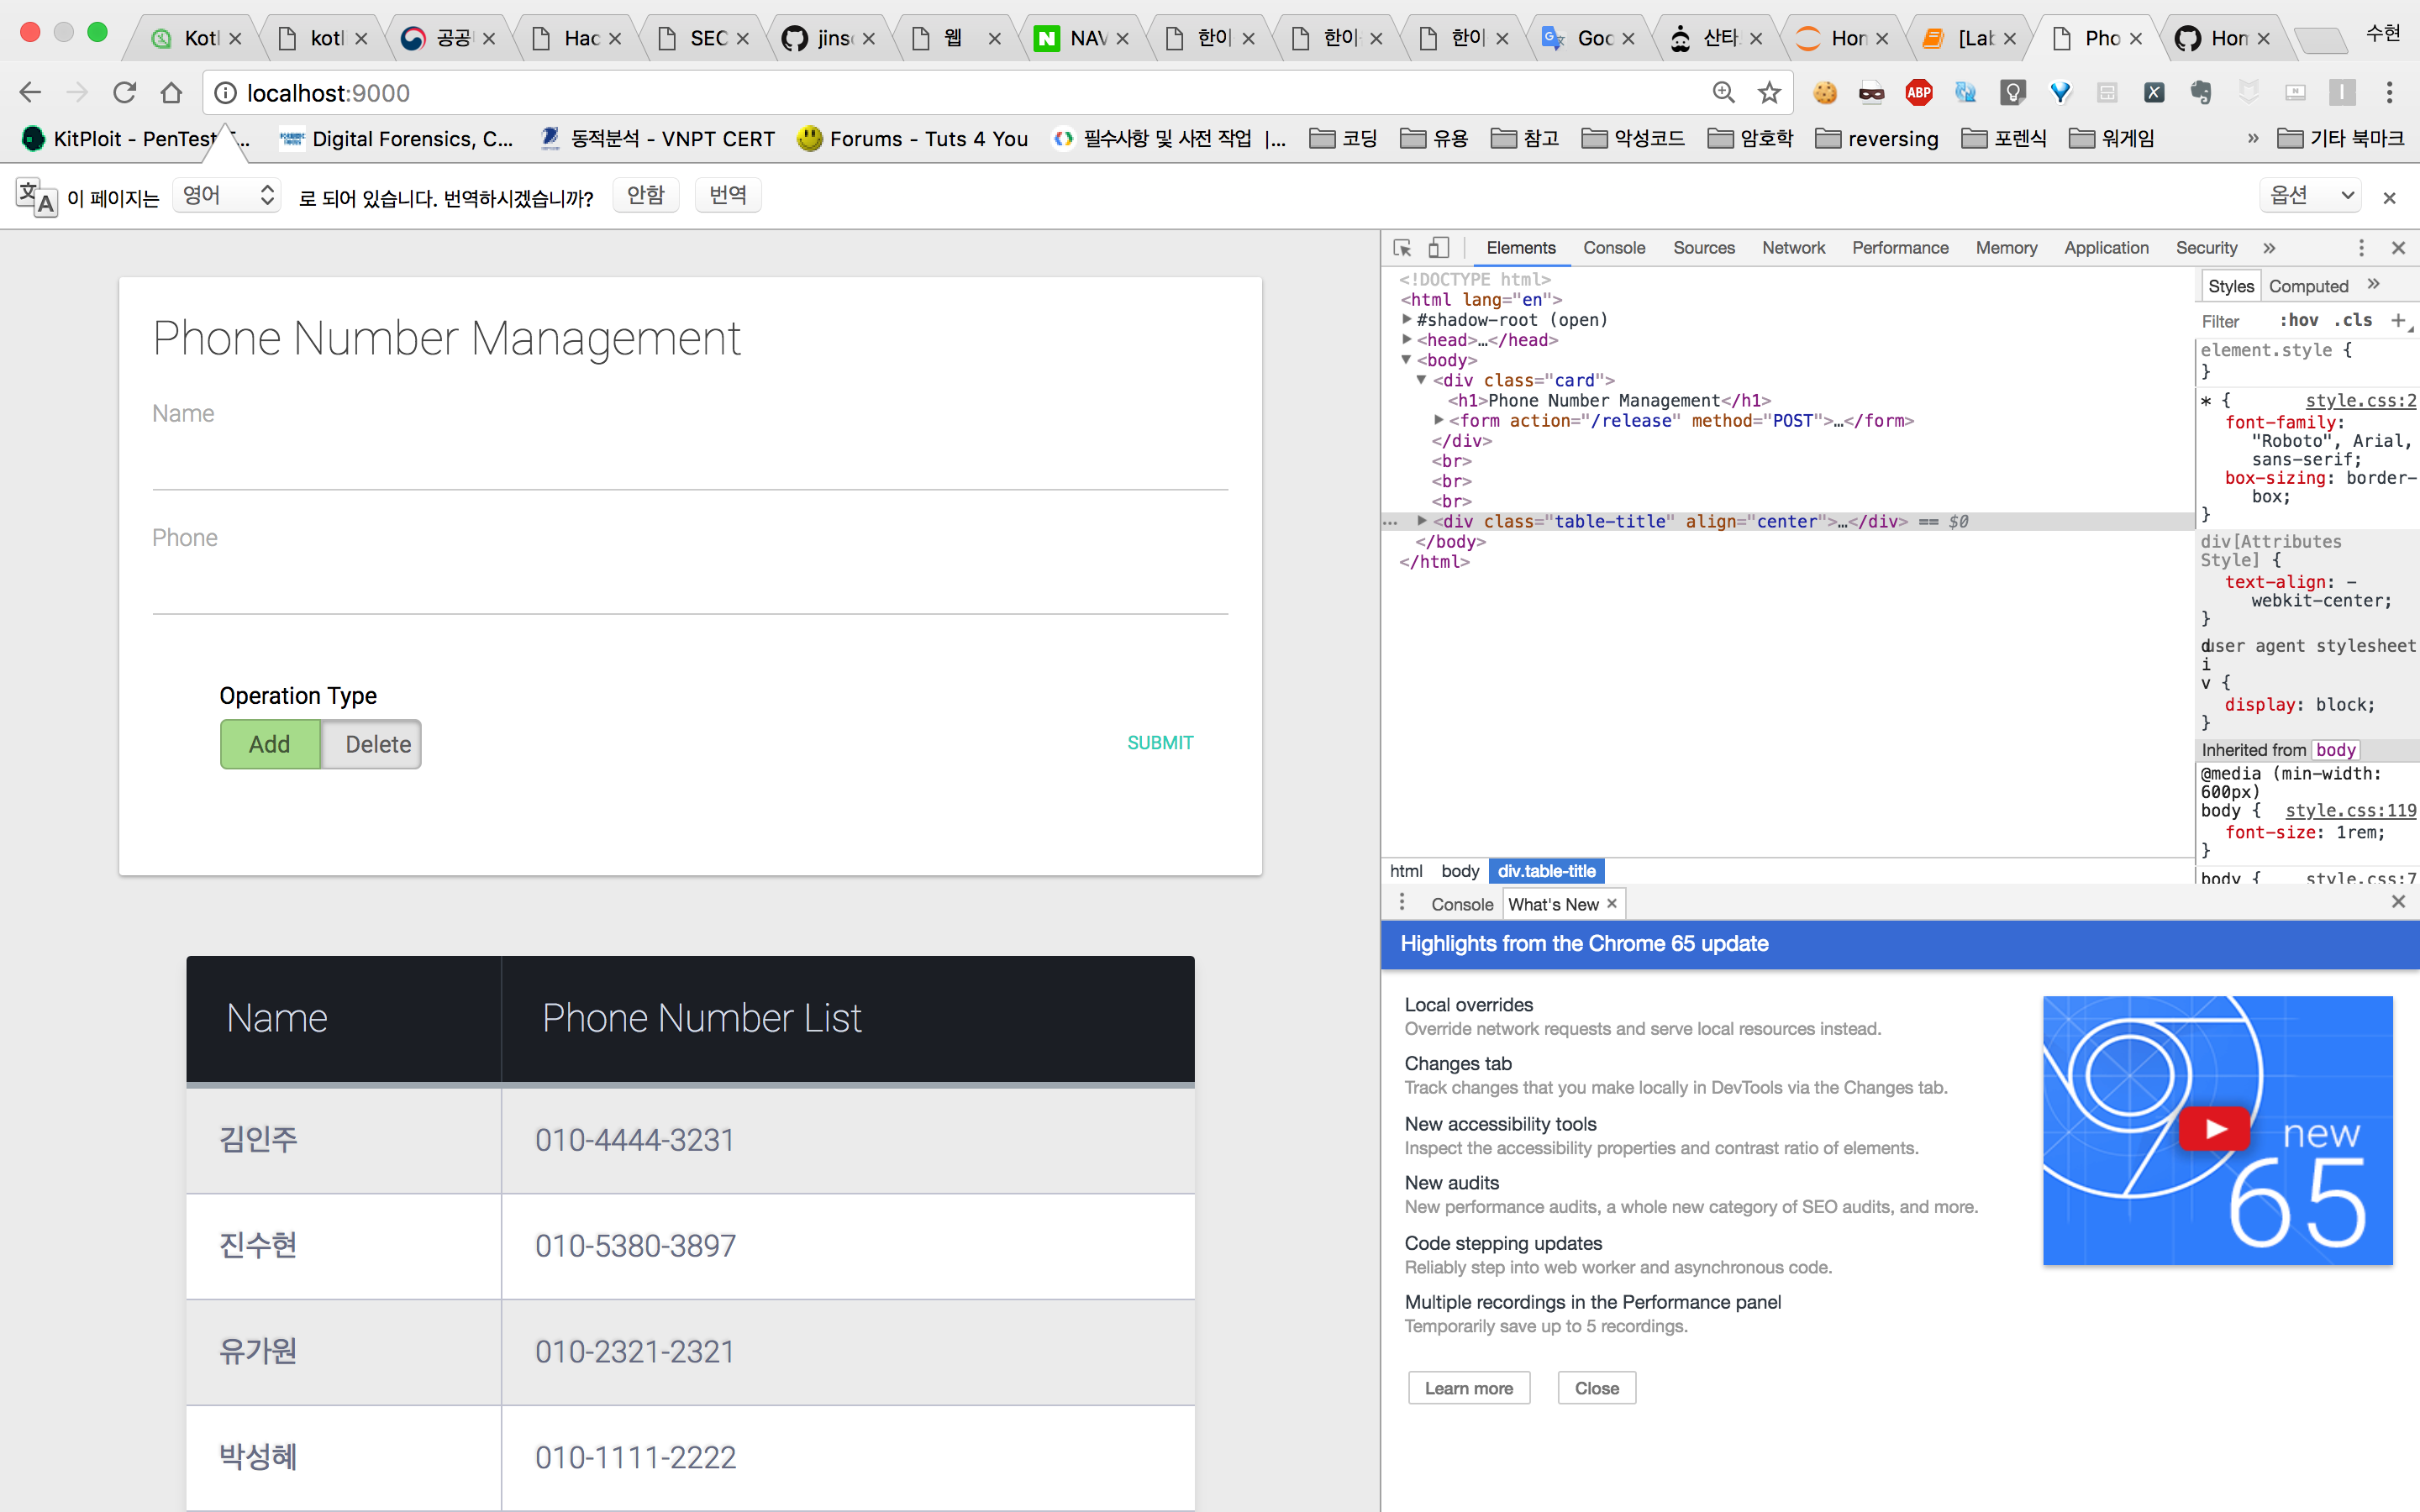 Kotl
kotl
공공
Hac
SEC
jins
웹
NAV
한이
한이
한이
Goo
산타
Hon
[Lab
Pho
Hom
수현
localhost:9000
ABP
KitPloit - PenTest T...
Digital Forensics, C...
동적분석 - VNPT CERT
Forums - Tuts 4 You
필수사항 및 사전 작업 |...
코딩
유용
참고
악성코드
암호학
reversing
포렌식
워게임
»
기타 북마크
이 페이지는 영어 로 되어 있습니다. 번역하시겠습니까? 안함 번역
옵션
Phone Number Management
Name
Phone
Operation Type
Add Delete
SUBMIT
Name Phone Number List
김인주 010-4444-3231
진수현 010-5380-3897
유가원 010-2321-2321
박성혜 010-1111-2222
Elements Console Sources Network Performance Memory Application Security »
<!DOCTYPE html>
<html lang="en">
#shadow-root (open)
<head>…</head>
<body>
<div class="card">
<h1>Phone Number Management</h1>
<form action="/release" method="POST">…</form>
</div>
<br>
<br>
<br>
<div class="table-title" align="center">…</div> == $0
</body>
</html>
html body div.table-title
Styles Computed »
Filter :hov .cls +
element.style {
}
* { style.css:2
font-family:
"Roboto", Arial,
sans-serif;
box-sizing: border-
box;
}
div[Attributes
Style] {
text-align: -
webkit-center;
}
user agent stylesheet
d
i
v {
display: block;
}
Inherited from body
@media (min-width:
600px)
body { style.css:119
font-size: 1rem;
}
body { style.css:7
Console What's New
Highlights from the Chrome 65 update
Local overrides
Override network requests and serve local resources instead.
Changes tab
Track changes that you make locally in DevTools via the Changes tab.
New accessibility tools
Inspect the accessibility properties and contrast ratio of elements.
New audits
New performance audits, a whole new category of SEO audits, and more.
Code stepping updates
Reliably step into web worker and asynchronous code.
Multiple recordings in the Performance panel
Temporarily save up to 5 recordings.
Learn more Close
new
65